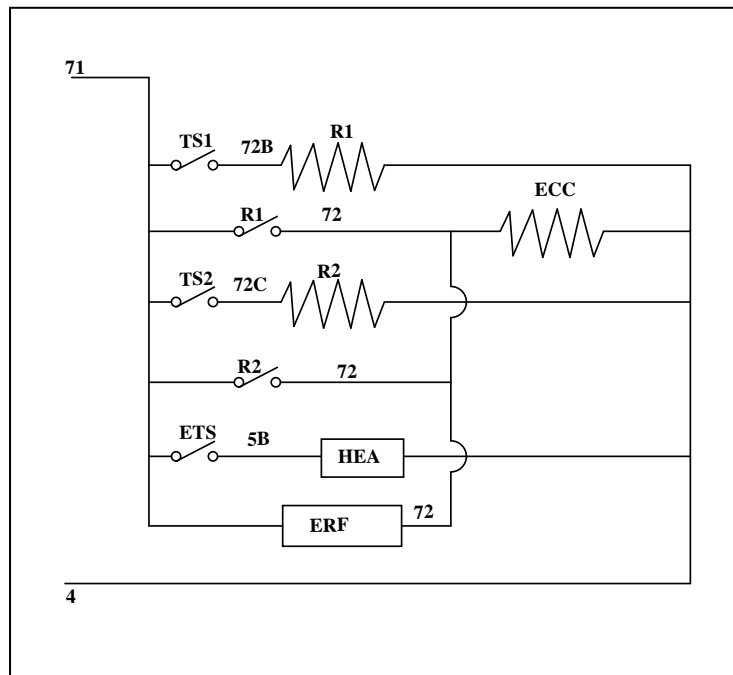 71
TS1 72B R1
ECC
R1 72
TS2 72C R2
R2 72
ETS 5B HEA
ERF 72
4